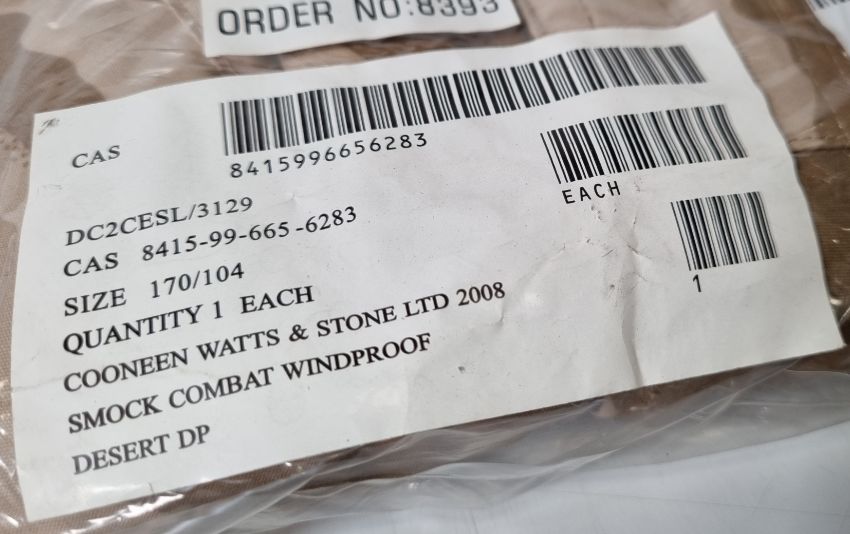 ORDER NO:8393
CAS
8415996656283
EACH
1
DC2CESL/3129
CAS 8415-99-665-6283
SIZE 170/104
QUANTITY 1 EACH
COONEEN WATTS & STONE LTD 2008
SMOCK COMBAT WINDPROOF
DESERT DP